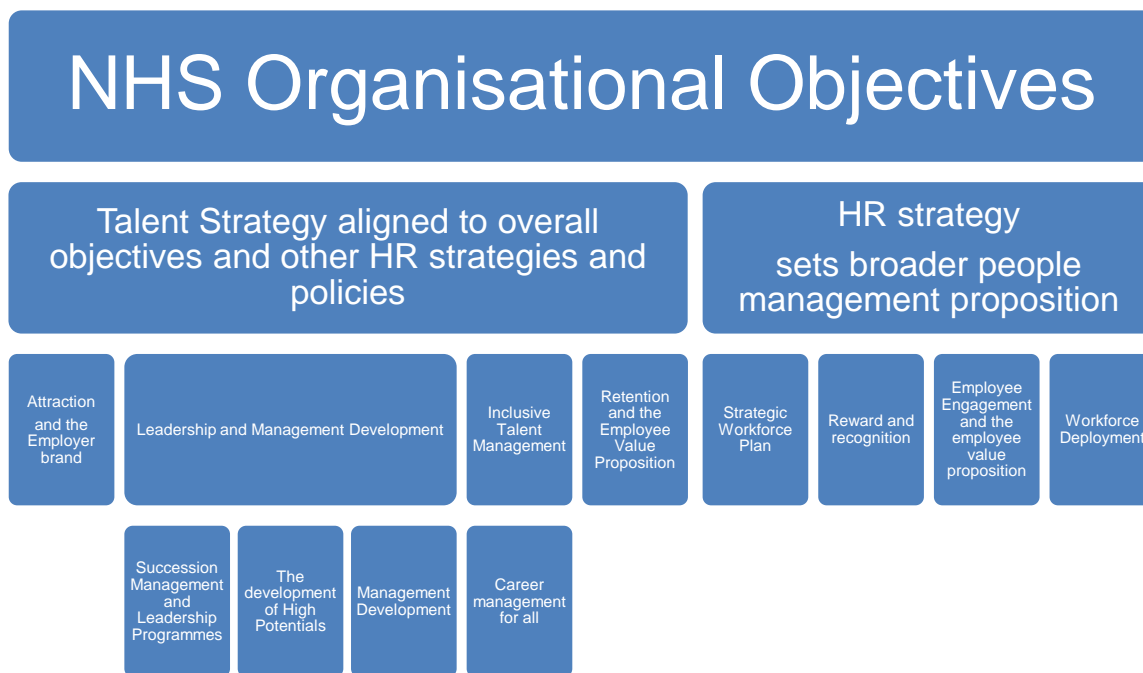 NHS Organisational Objectives
Talent Strategy aligned to overall
objectives and other HR strategies and
policies
HR strategy
sets broader people
management proposition
Attraction
and the
Employer
brand
Leadership and Management Development
Inclusive
Talent
Management
Retention
and the
Employee
Value
Proposition
Strategic
Workforce
Plan
Reward and
recognition
Employee
Engagement
and the
employee
value
proposition
Workforce
Deployment
Succession
Management
and
Leadership
Programmes
The
development
of High
Potentials
Management
Development
Career
management
for all